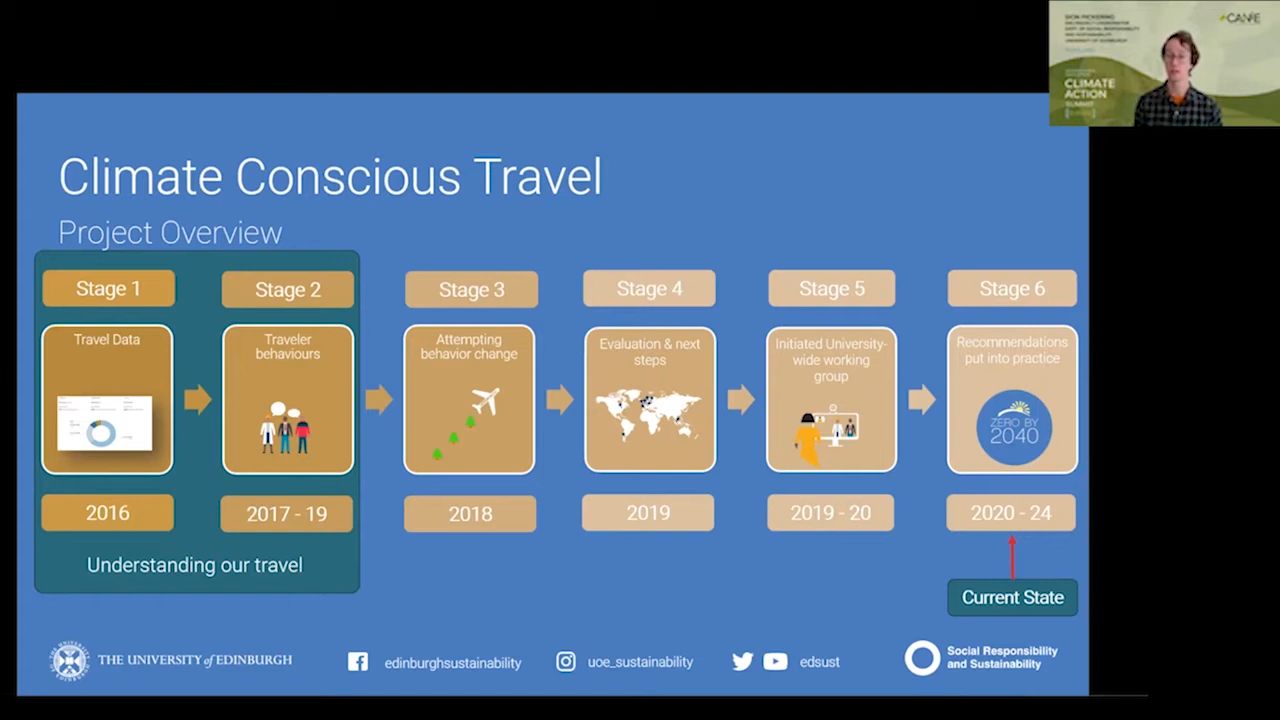 Climate Conscious Travel
Project Overview
Stage 1
Stage 2
Stage 3
Stage 4
Stage 5
Stage 6
Travel Data
Traveler
behaviours
Attempting
behavior change
Evaluation & next
steps
Initiated University-
wide working
group
Recommendations
put into practice
ZERO BY
2040
2016
2017 - 19
2018
2019
2019 - 20
2020 - 24
Understanding our travel
Current State
THE UNIVERSITY of EDINBURGH
edinburghsustainability
uoe_sustainability
edsust
Social Responsibility
and Sustainability
CLIMATE
ACTION
SUMMIT